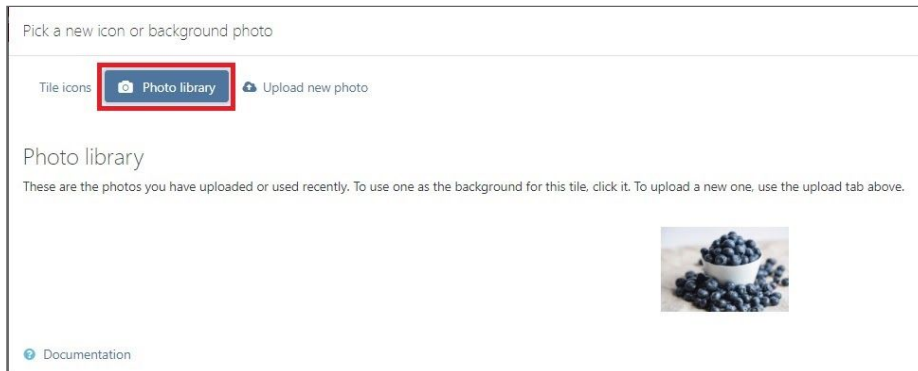 Pick a new icon or background photo
Tile icons Photo library Upload new photo
Photo library
These are the photos you have uploaded or used recently. To use one as the background for this tile, click it. To upload a new one, use the upload tab above.
Documentation